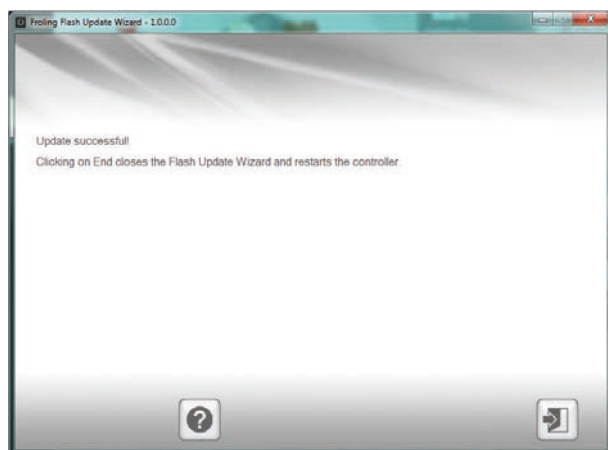 Froling Flash Update Wizard - 1.0.0.0
Update successful!
Clicking on End closes the Flash Update Wizard and restarts the controller.
?